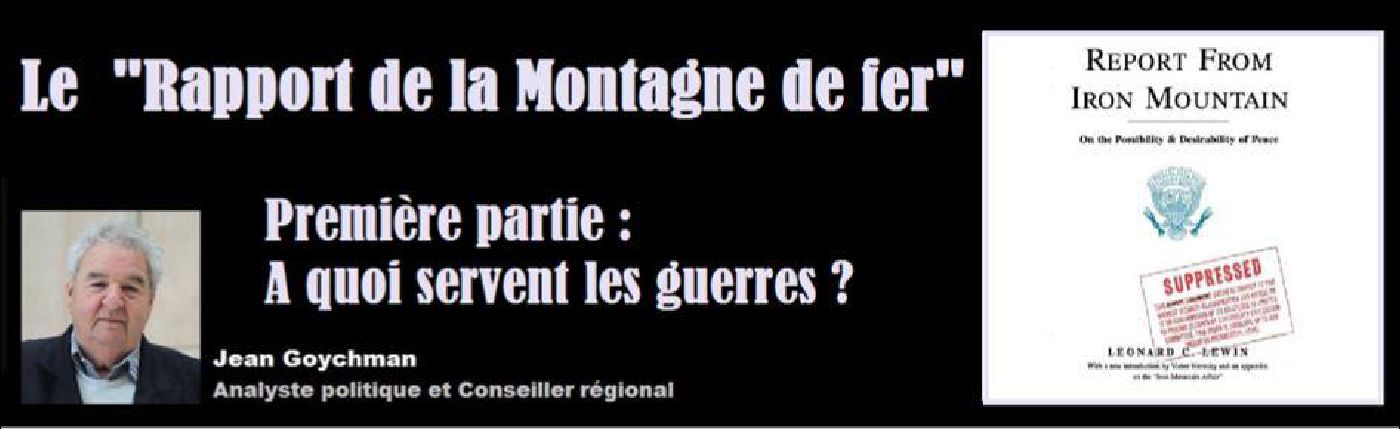 Le "Rapport de la Montagne de fer"
Première partie :
A quoi servent les guerres ?
Jean Goychman
Analyste politique et Conseiller régional
REPORT FROM
IRON MOUNTAIN
On the Possibility & Desirability of Peace
SUPPRESSED
LEONARD C. LEWIN
With a new introduction by Victor Navasky and an appendix
on the "Iron Mountain Affair"